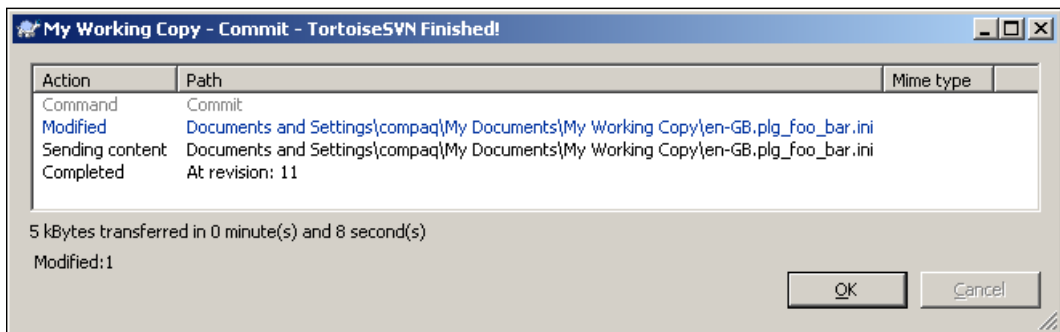 My Working Copy - Commit - TortoiseSVN Finished!
Action Path Mime type
Command Commit
Modified Documents and Settings\compaq\My Documents\My Working Copy\en-GB.plg_foo_bar.ini
Sending content Documents and Settings\compaq\My Documents\My Working Copy\en-GB.plg_foo_bar.ini
Completed At revision: 11
5 kBytes transferred in 0 minute(s) and 8 second(s)
Modified:1
OK Cancel